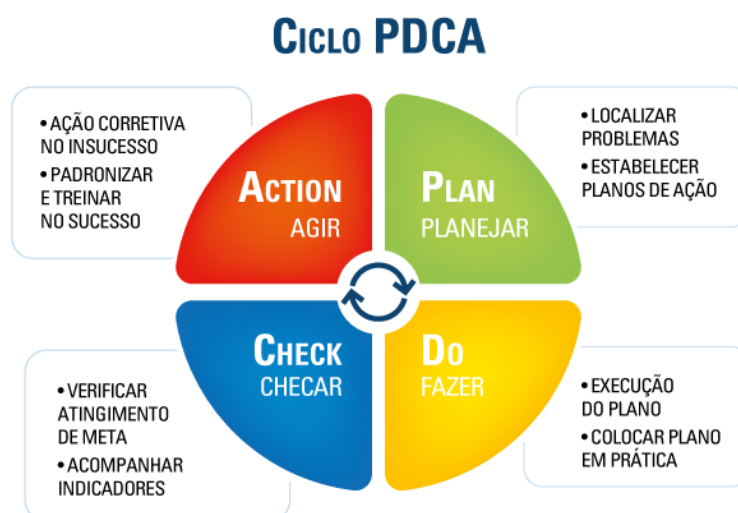 CICLO PDCA
• AÇÃO CORRETIVA
NO INSUCESSO
• PADRONIZAR
E TREINAR
NO SUCESSO
ACTION
AGIR
PLAN
PLANEJAR
• LOCALIZAR
PROBLEMAS
• ESTABELECER
PLANOS DE AÇÃO
CHECK
CHECAR
DO
FAZER
• VERIFICAR
ATINGIMENTO
DE META
• ACOMPANHAR
INDICADORES
• EXECUÇÃO
DO PLANO
• COLOCAR PLANO
EM PRÁTICA